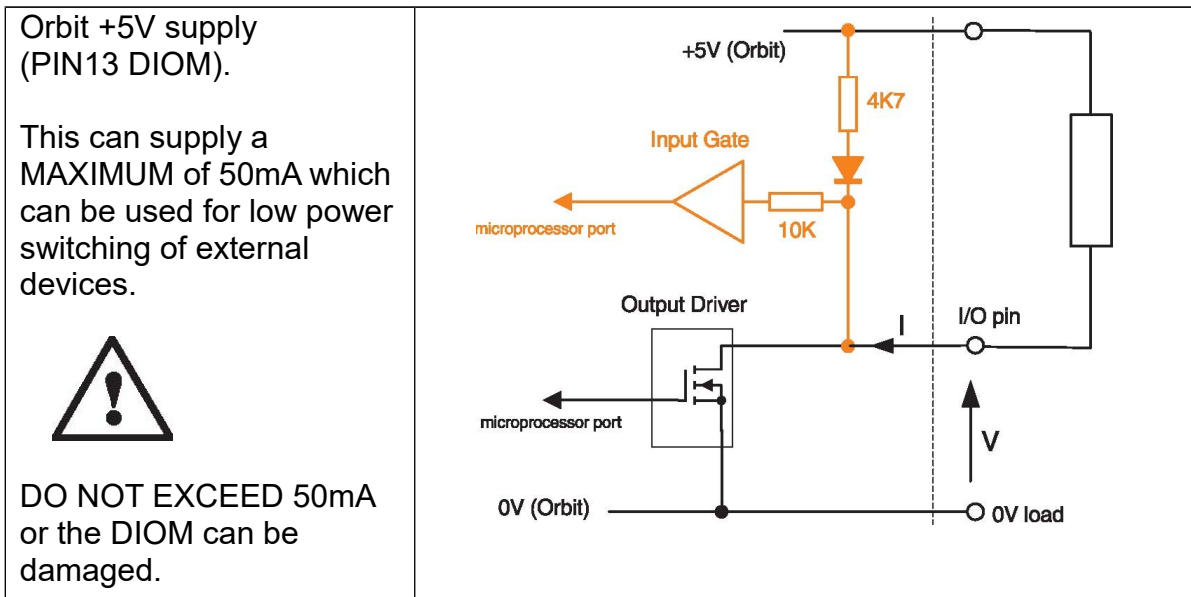 Orbit +5V supply
(PIN13 DIOM).
This can supply a
MAXIMUM of 50mA which
can be used for low power
switching of external
devices.
DO NOT EXCEED 50mA
or the DIOM can be
damaged.
+5V (Orbit)
4K7
Input Gate
microprocessor port
10K
Output Driver
I
I/O pin
microprocessor port
V
0V (Orbit)
0V load